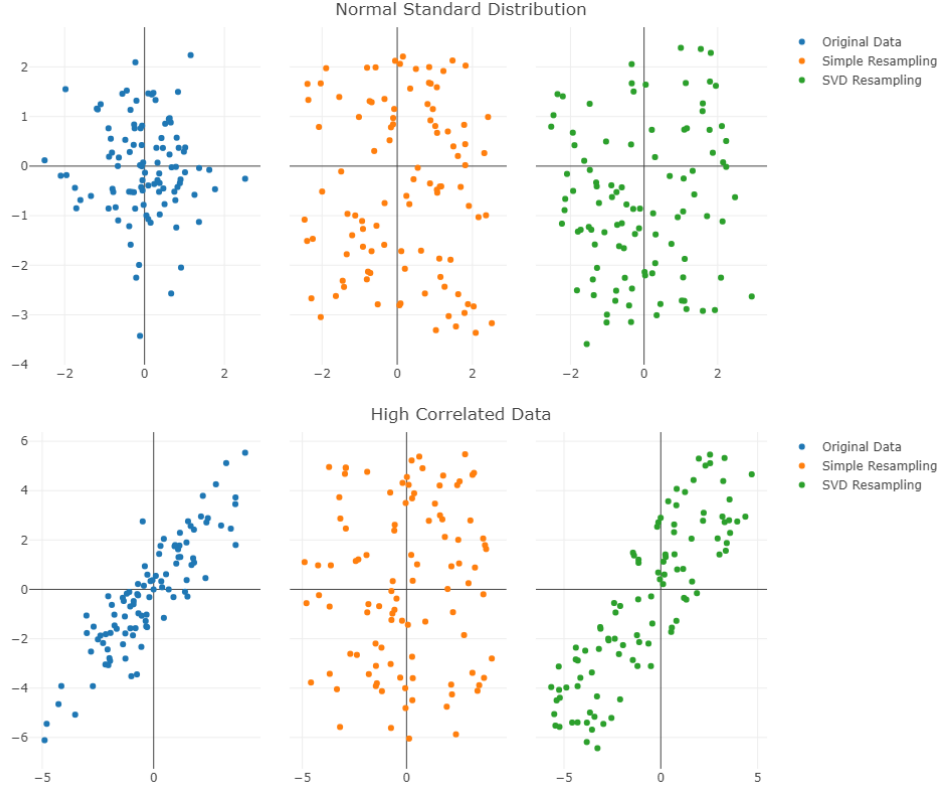 Normal Standard Distribution
2
1
0
−1
−2
−3
−4
−2 0 2
−2 0 2
−2 0 2
Original Data
Simple Resampling
SVD Resampling
High Correlated Data
6
4
2
0
−2
−4
−6
−5 0
0
−5 0 5
Original Data
Simple Resampling
SVD Resampling